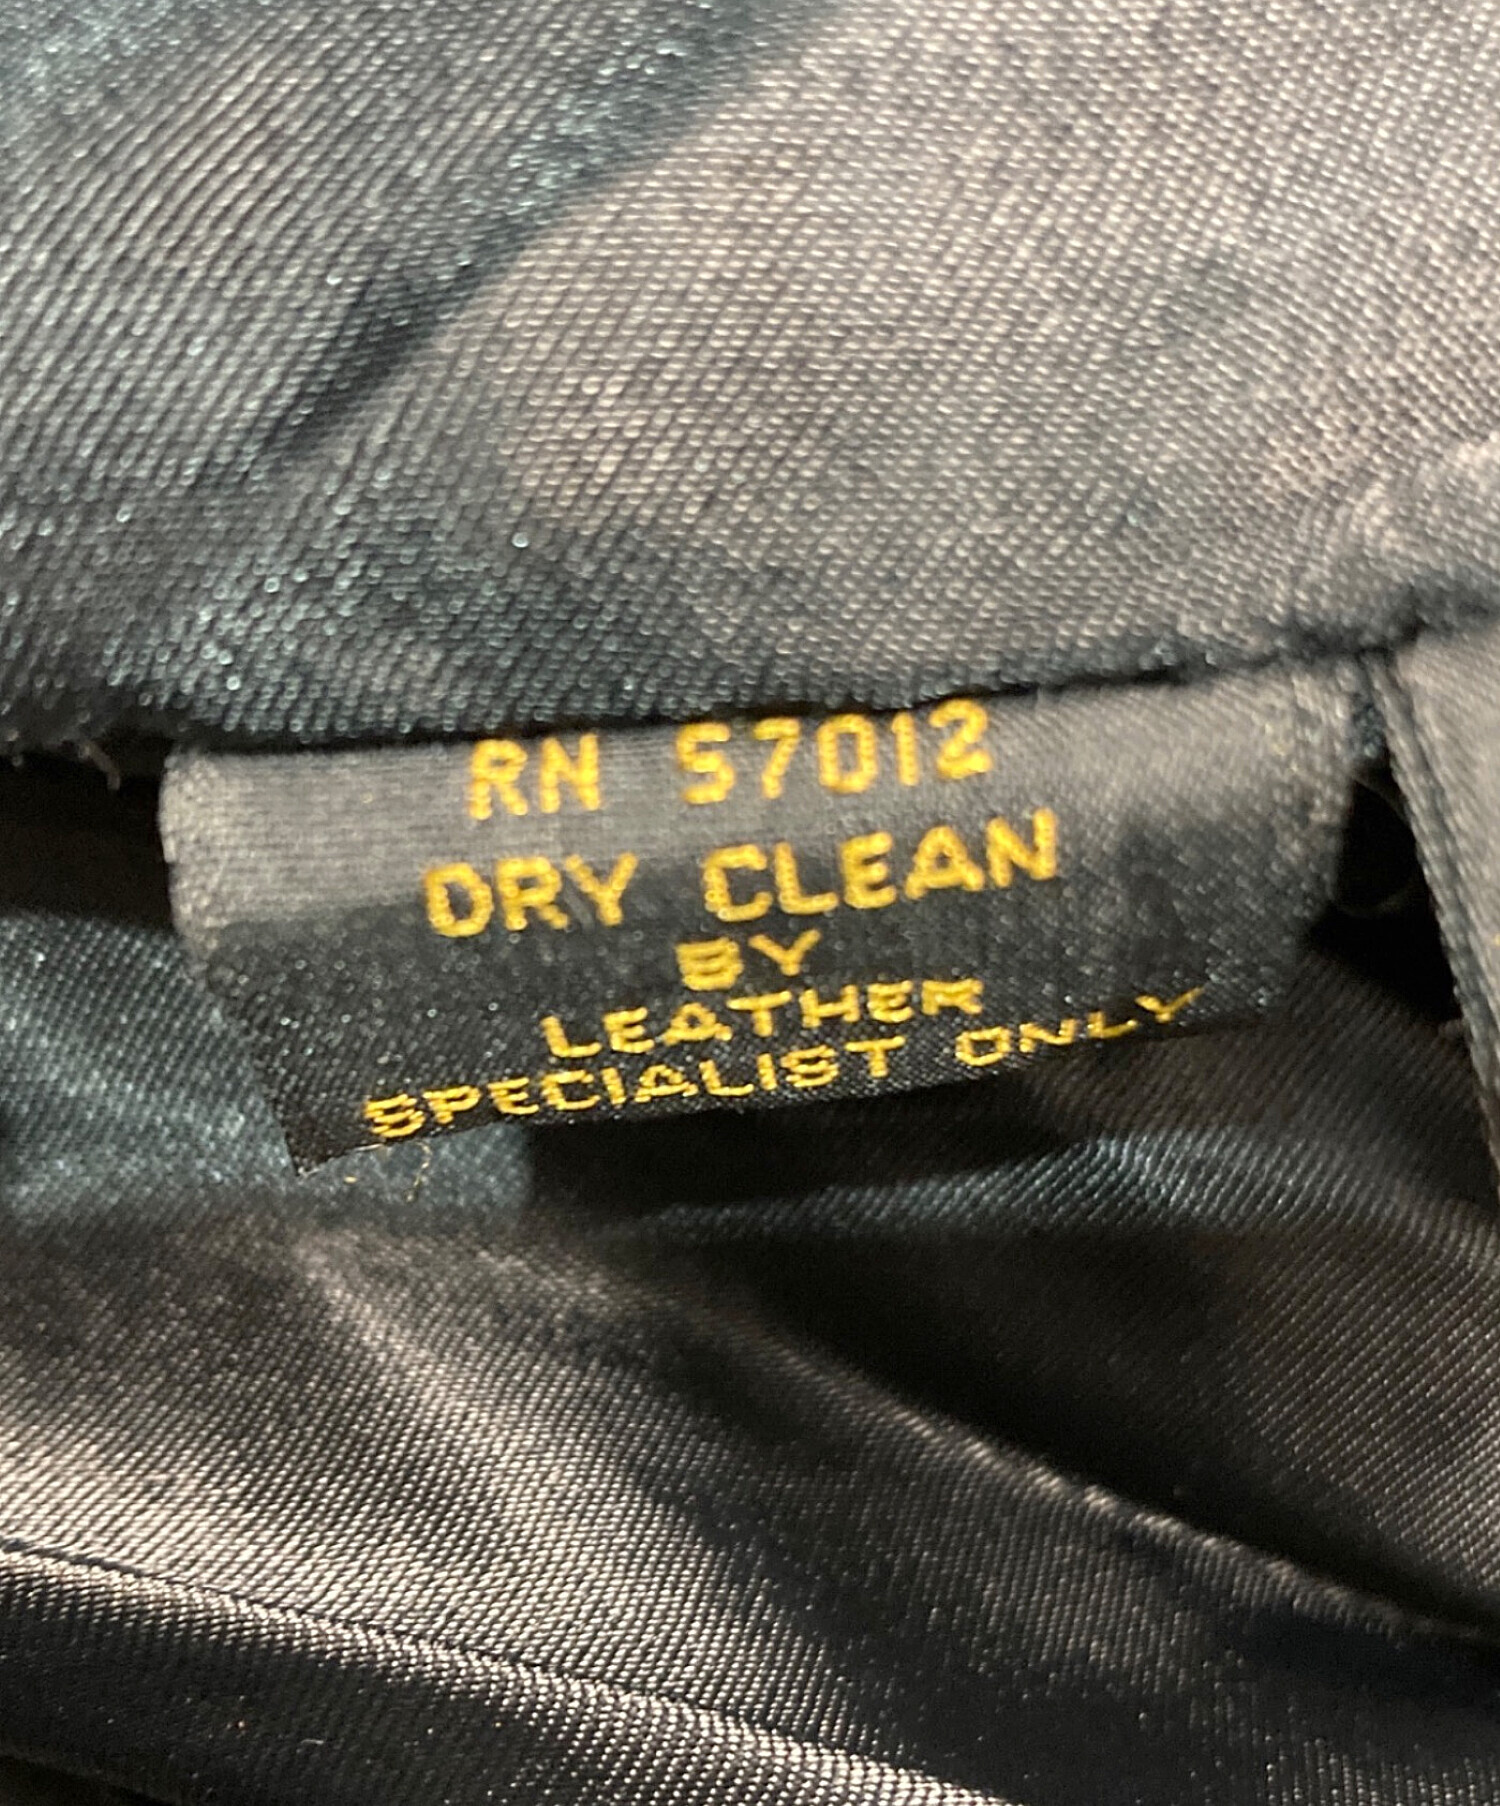 RN 57012
DRY CLEAN
BY
LEATHER
SPECIALIST ONLY